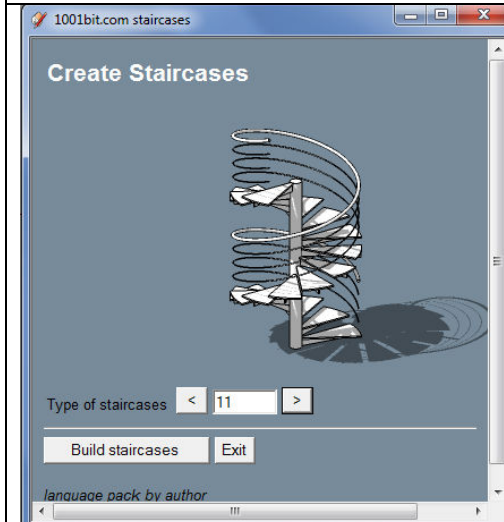 1001bit.com staircases
Create Staircases
Type of staircases < 11 >
Build staircases Exit
language pack by author